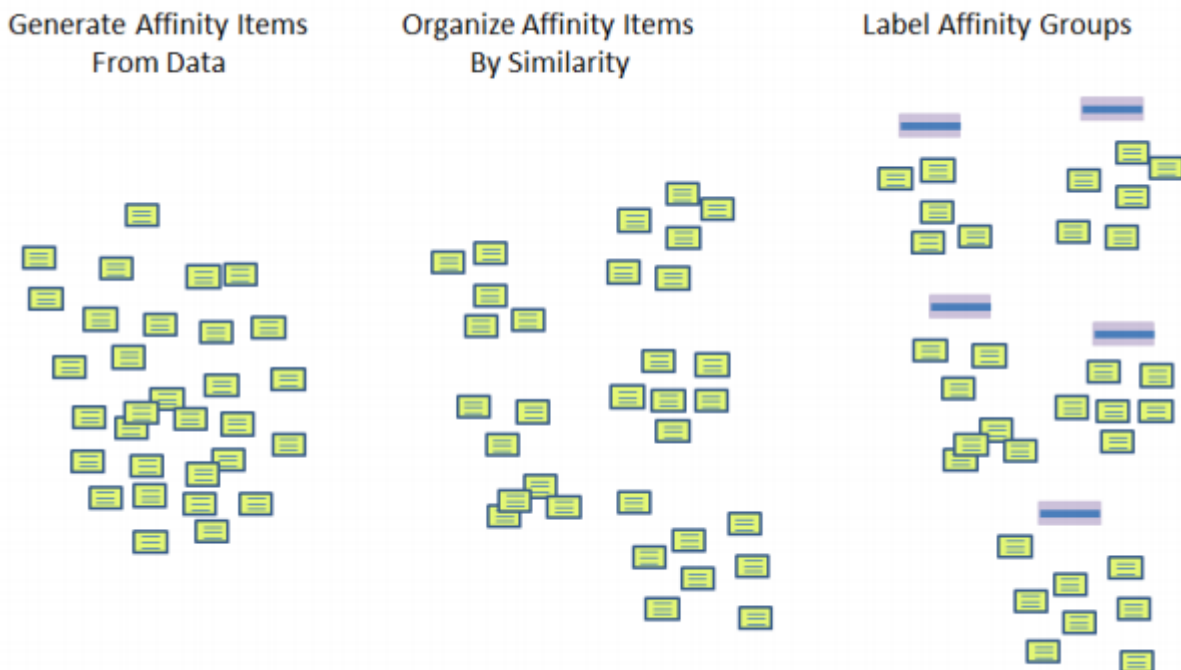 Generate Affinity Items
From Data
Organize Affinity Items
By Similarity
Label Affinity Groups